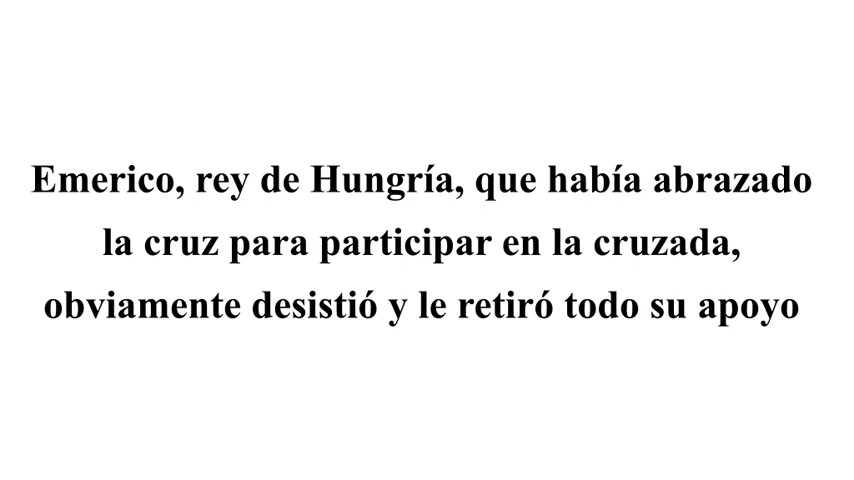 Emerico, rey de Hungría, que había abrazado
la cruz para participar en la cruzada,
obviamente desistió y le retiró todo su apoyo